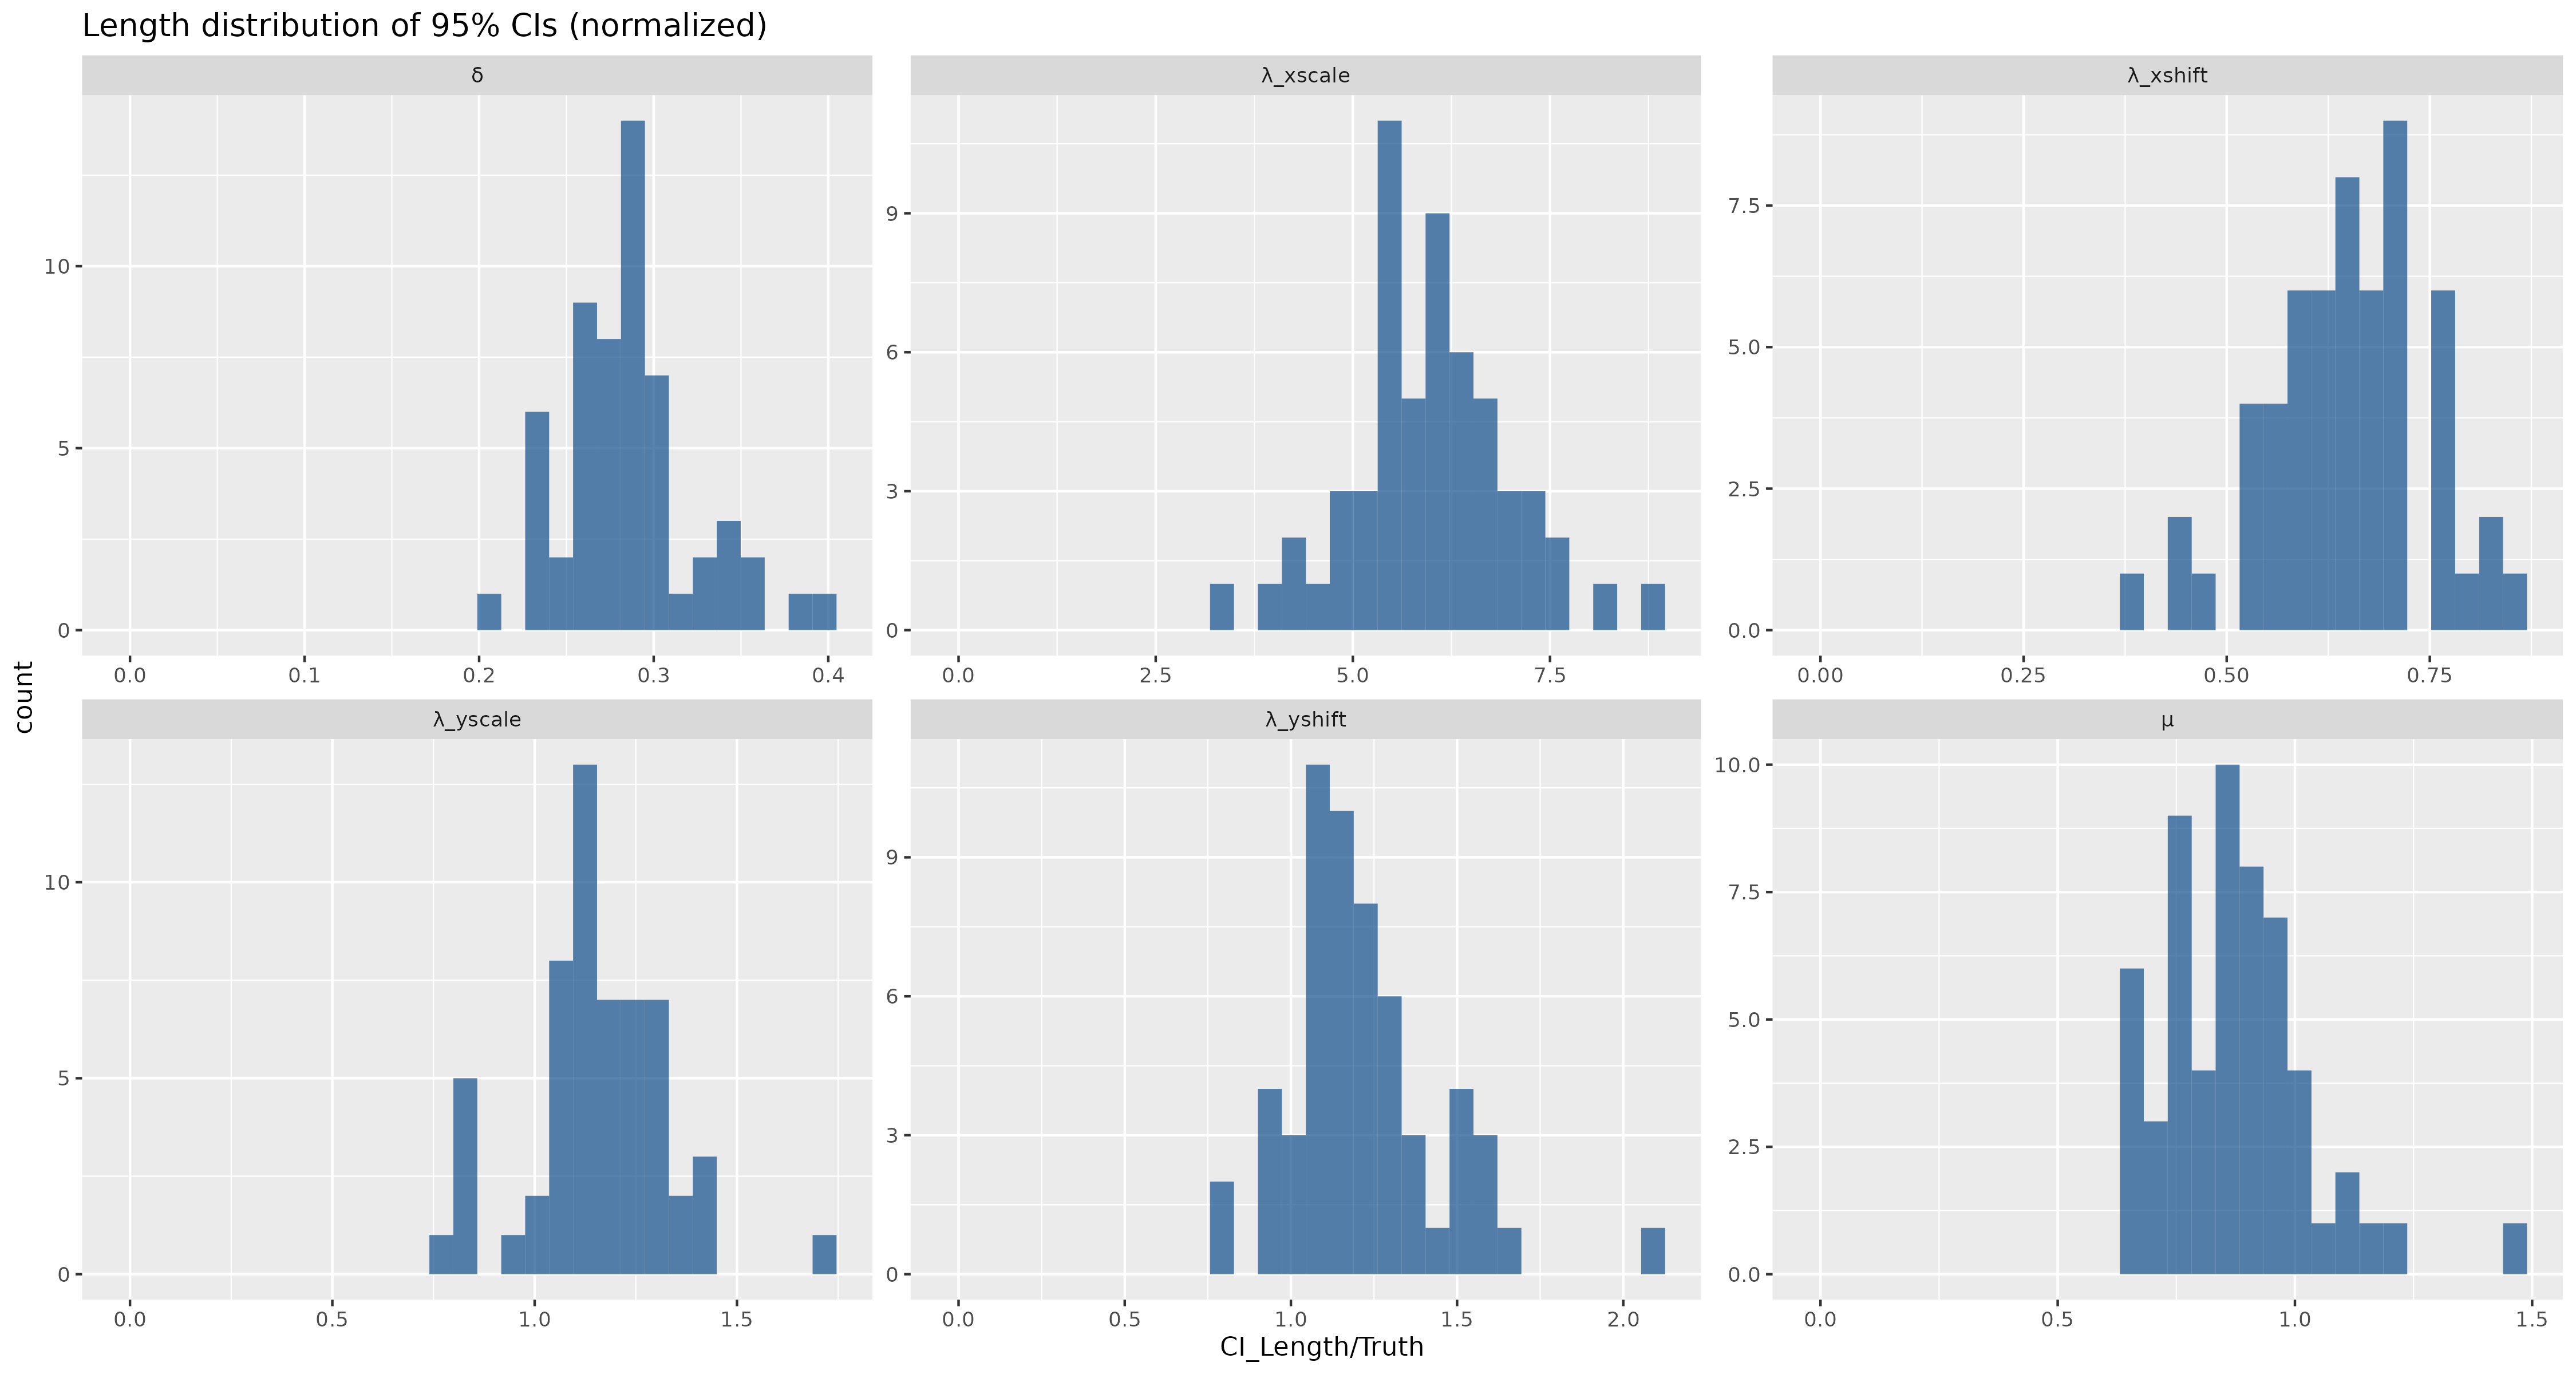 Length distribution of 95% CIs (normalized)
δ
λ_xscale
λ_xshift
10
5
0
9
6
3
0
7.5
5.0
2.5
0.0
0.0 0.1 0.2 0.3 0.4
0.0 2.5 5.0 7.5
0.00 0.25 0.50 0.75
count
λ_yscale
λ_yshift
μ
10
5
0
9
6
3
0
10.0
7.5
5.0
2.5
0.0
0.0 0.5 1.0 1.5
0.0 0.5 1.0 1.5 2.0
0.0 0.5 1.0 1.5
CI_Length/Truth